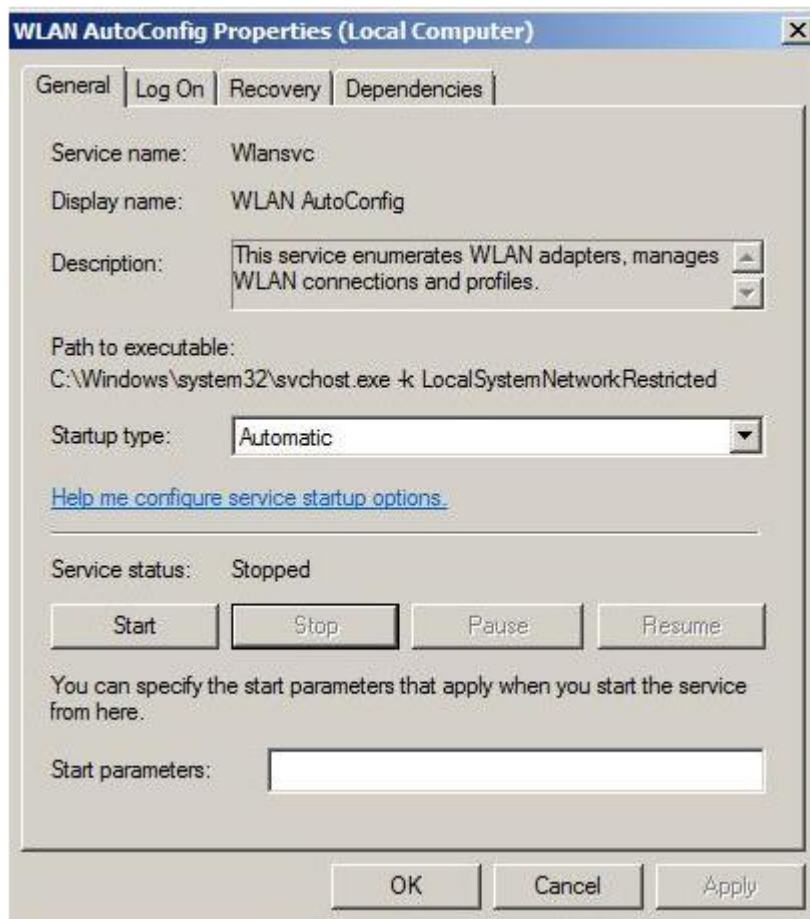 WLAN AutoConfig Properties (Local Computer)
General Log On Recovery Dependencies
Service name: Wlansvc
Display name: WLAN AutoConfig
Description: This service enumerates WLAN adapters, manages
WLAN connections and profiles.
Path to executable:
C:\Windows\system32\svchost.exe -k LocalSystemNetworkRestricted
Startup type: Automatic
Help me configure service startup options.
Service status: Stopped
Start Stop Pause Resume
You can specify the start parameters that apply when you start the service
from here.
Start parameters:
OK Cancel Apply